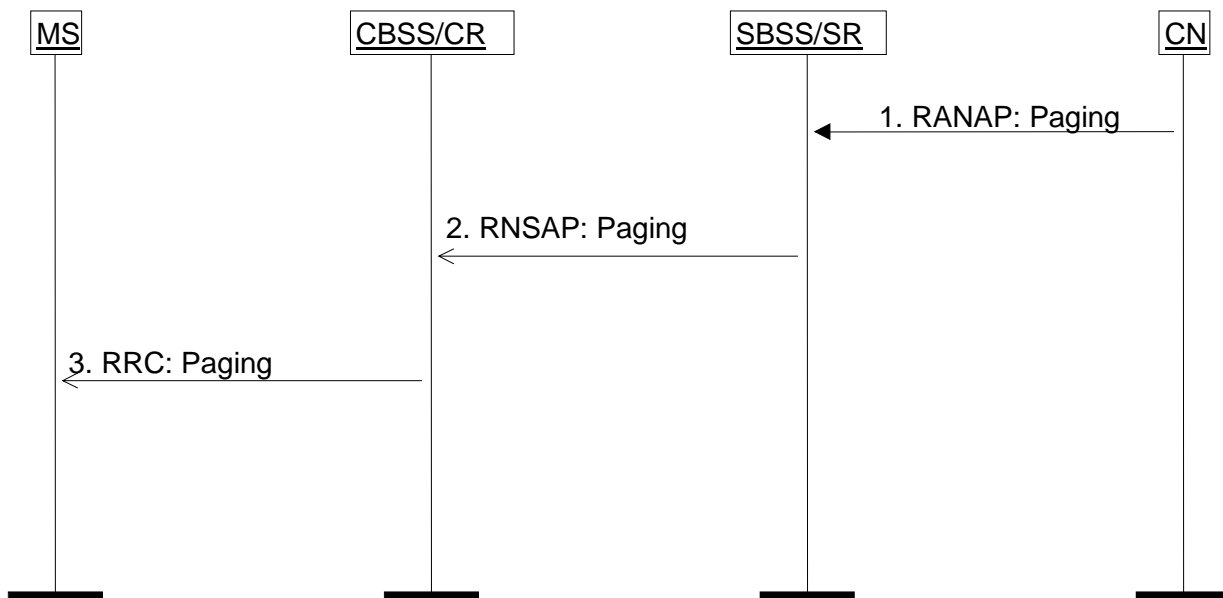 MS
CBSS/CR
SBSS/SR
CN
1. RANAP: Paging
2. RNSAP: Paging
3. RRC: Paging